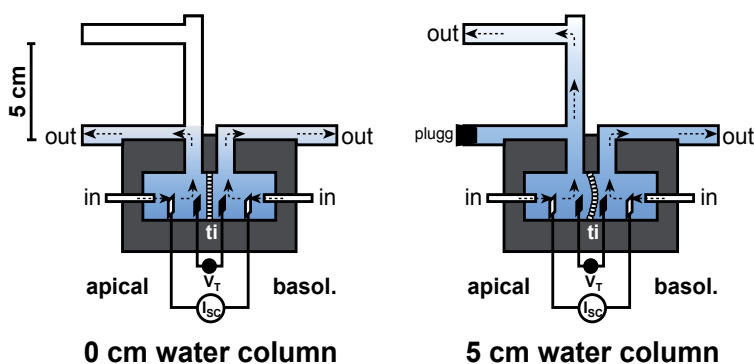 5 cm
out
out
in
in
ti
V_T
I_SC
apical
basol.
0 cm water column
out
plugg
out
in
in
ti
V_T
I_SC
apical
basol.
5 cm water column